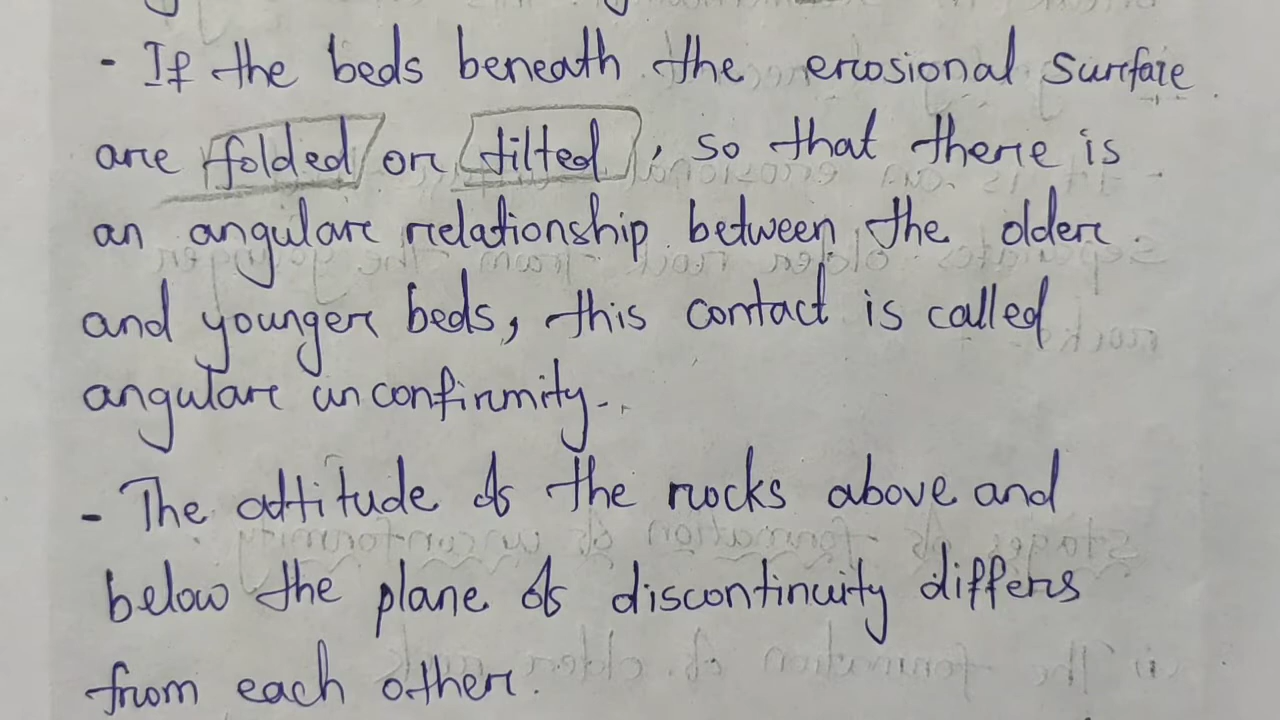 - If the beds beneath the erosional surface
are folded or tilted, so that there is
an angular relationship between the older
and younger beds, this contact is called
angular unconfirmity.
- The attitude of the rocks above and
below the plane of discontinuity differs
from each other.